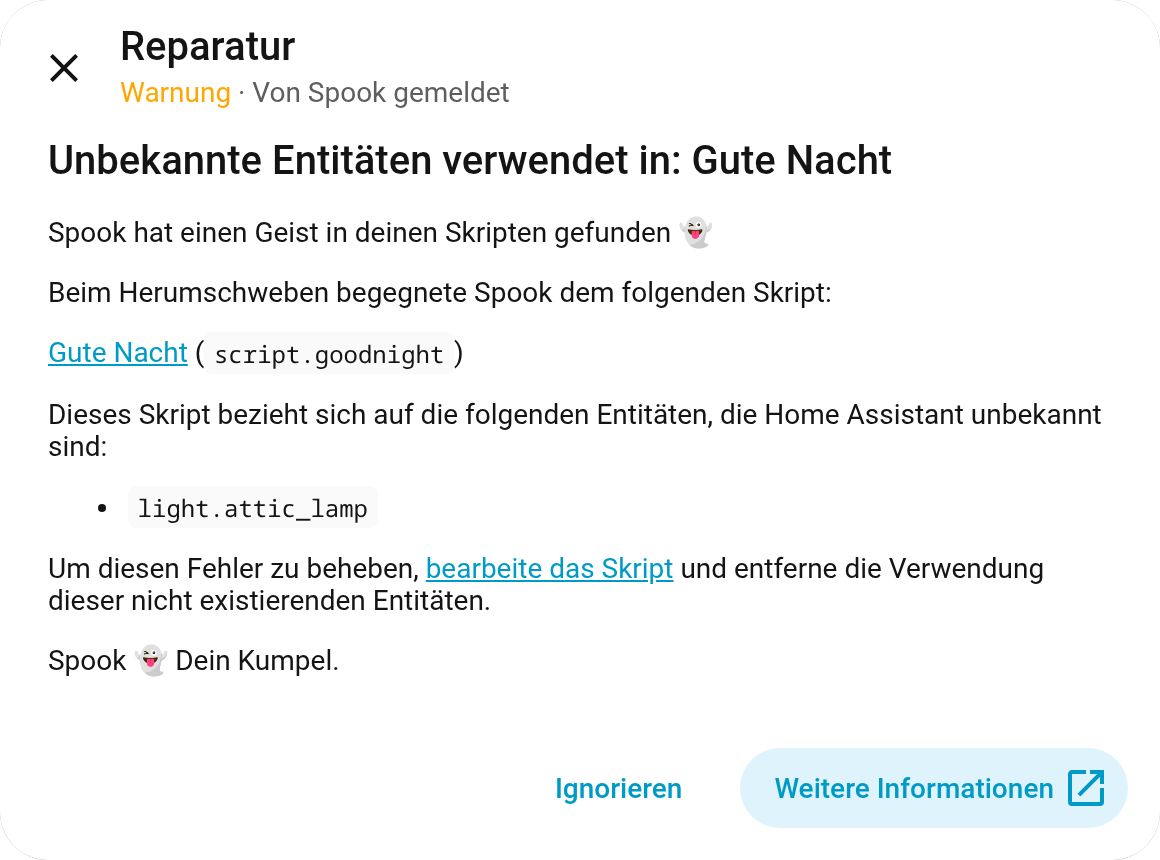 Reparatur
Warnung · Von Spook gemeldet
Unbekannte Entitäten verwendet in: Gute Nacht
Spook hat einen Geist in deinen Skripten gefunden 👻
Beim Herumschweben begegnete Spook dem folgenden Skript:
Gute Nacht ( script.goodnight )
Dieses Skript bezieht sich auf die folgenden Entitäten, die Home Assistant unbekannt
sind:
• light.attic_lamp
Um diesen Fehler zu beheben, bearbeite das Skript und entferne die Verwendung
dieser nicht existierenden Entitäten.
Spook 👻 Dein Kumpel.
Ignorieren
Weitere Informationen